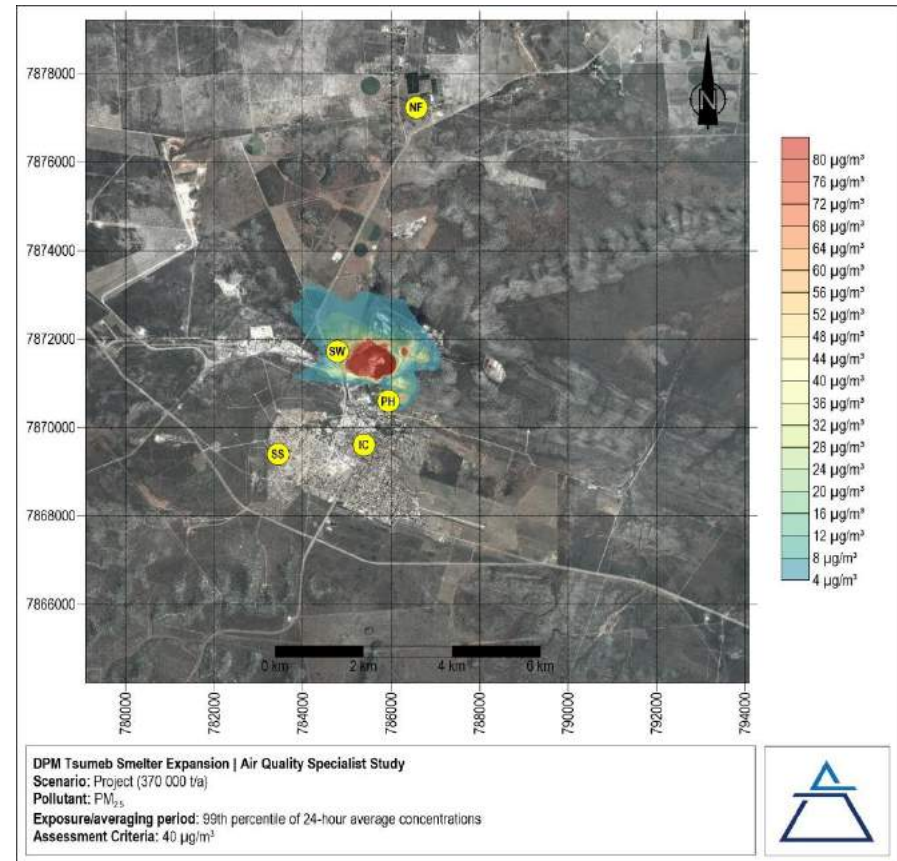 7878000
7876000
7874000
7872000
7870000
7868000
7866000
NF
N
SW
PH
IC
SS
80 µg/m³
76 µg/m³
72 µg/m³
68 µg/m³
64 µg/m³
60 µg/m³
56 µg/m³
52 µg/m³
48 µg/m³
44 µg/m³
40 µg/m³
36 µg/m³
32 µg/m³
28 µg/m³
24 µg/m³
20 µg/m³
16 µg/m³
12 µg/m³
8 µg/m³
4 µg/m³
0 km 2 km 4 km 6 km
780000
782000
784000
786000
788000
790000
792000
794000
DPM Tsumeb Smelter Expansion | Air Quality Specialist Study
Scenario: Project (370 000 t/a)
Pollutant: PM2.5
Exposure/averaging period: 99th percentile of 24-hour average concentrations
Assessment Criteria: 40 µg/m³